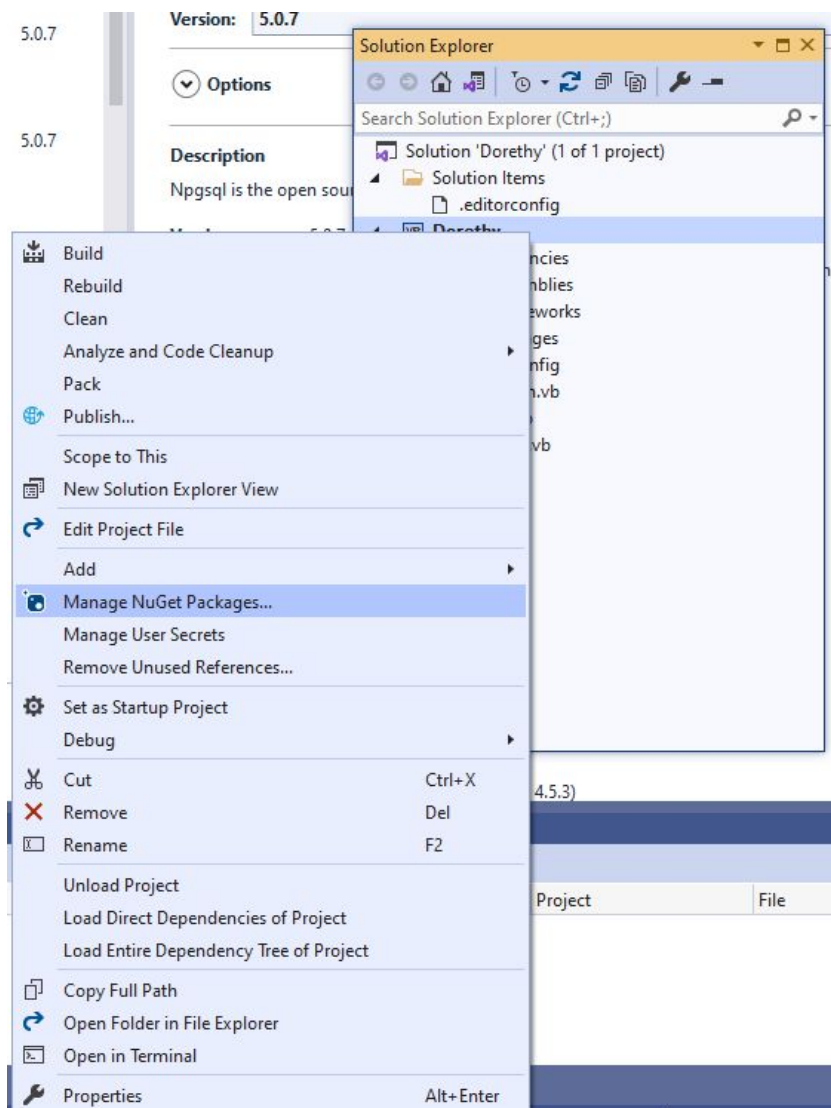 5.0.7
Version: 5.0.7
Options
5.0.7
Description
Npgsql is the open sou
Solution Explorer
Search Solution Explorer (Ctrl+;)
Solution 'Dorethy' (1 of 1 project)
Solution Items
.editorconfig
Dorethy
ncies
mblies
eworks
ges
nfig
.vb
vb
Build
Rebuild
Clean
Analyze and Code Cleanup
Pack
Publish...
Scope to This
New Solution Explorer View
Edit Project File
Add
Manage NuGet Packages...
Manage User Secrets
Remove Unused References...
Set as Startup Project
Debug
Cut Ctrl+X
Remove Del
Rename F2
Unload Project
Load Direct Dependencies of Project
Load Entire Dependency Tree of Project
Copy Full Path
Open Folder in File Explorer
Open in Terminal
Properties Alt+Enter
4.5.3)
Project File